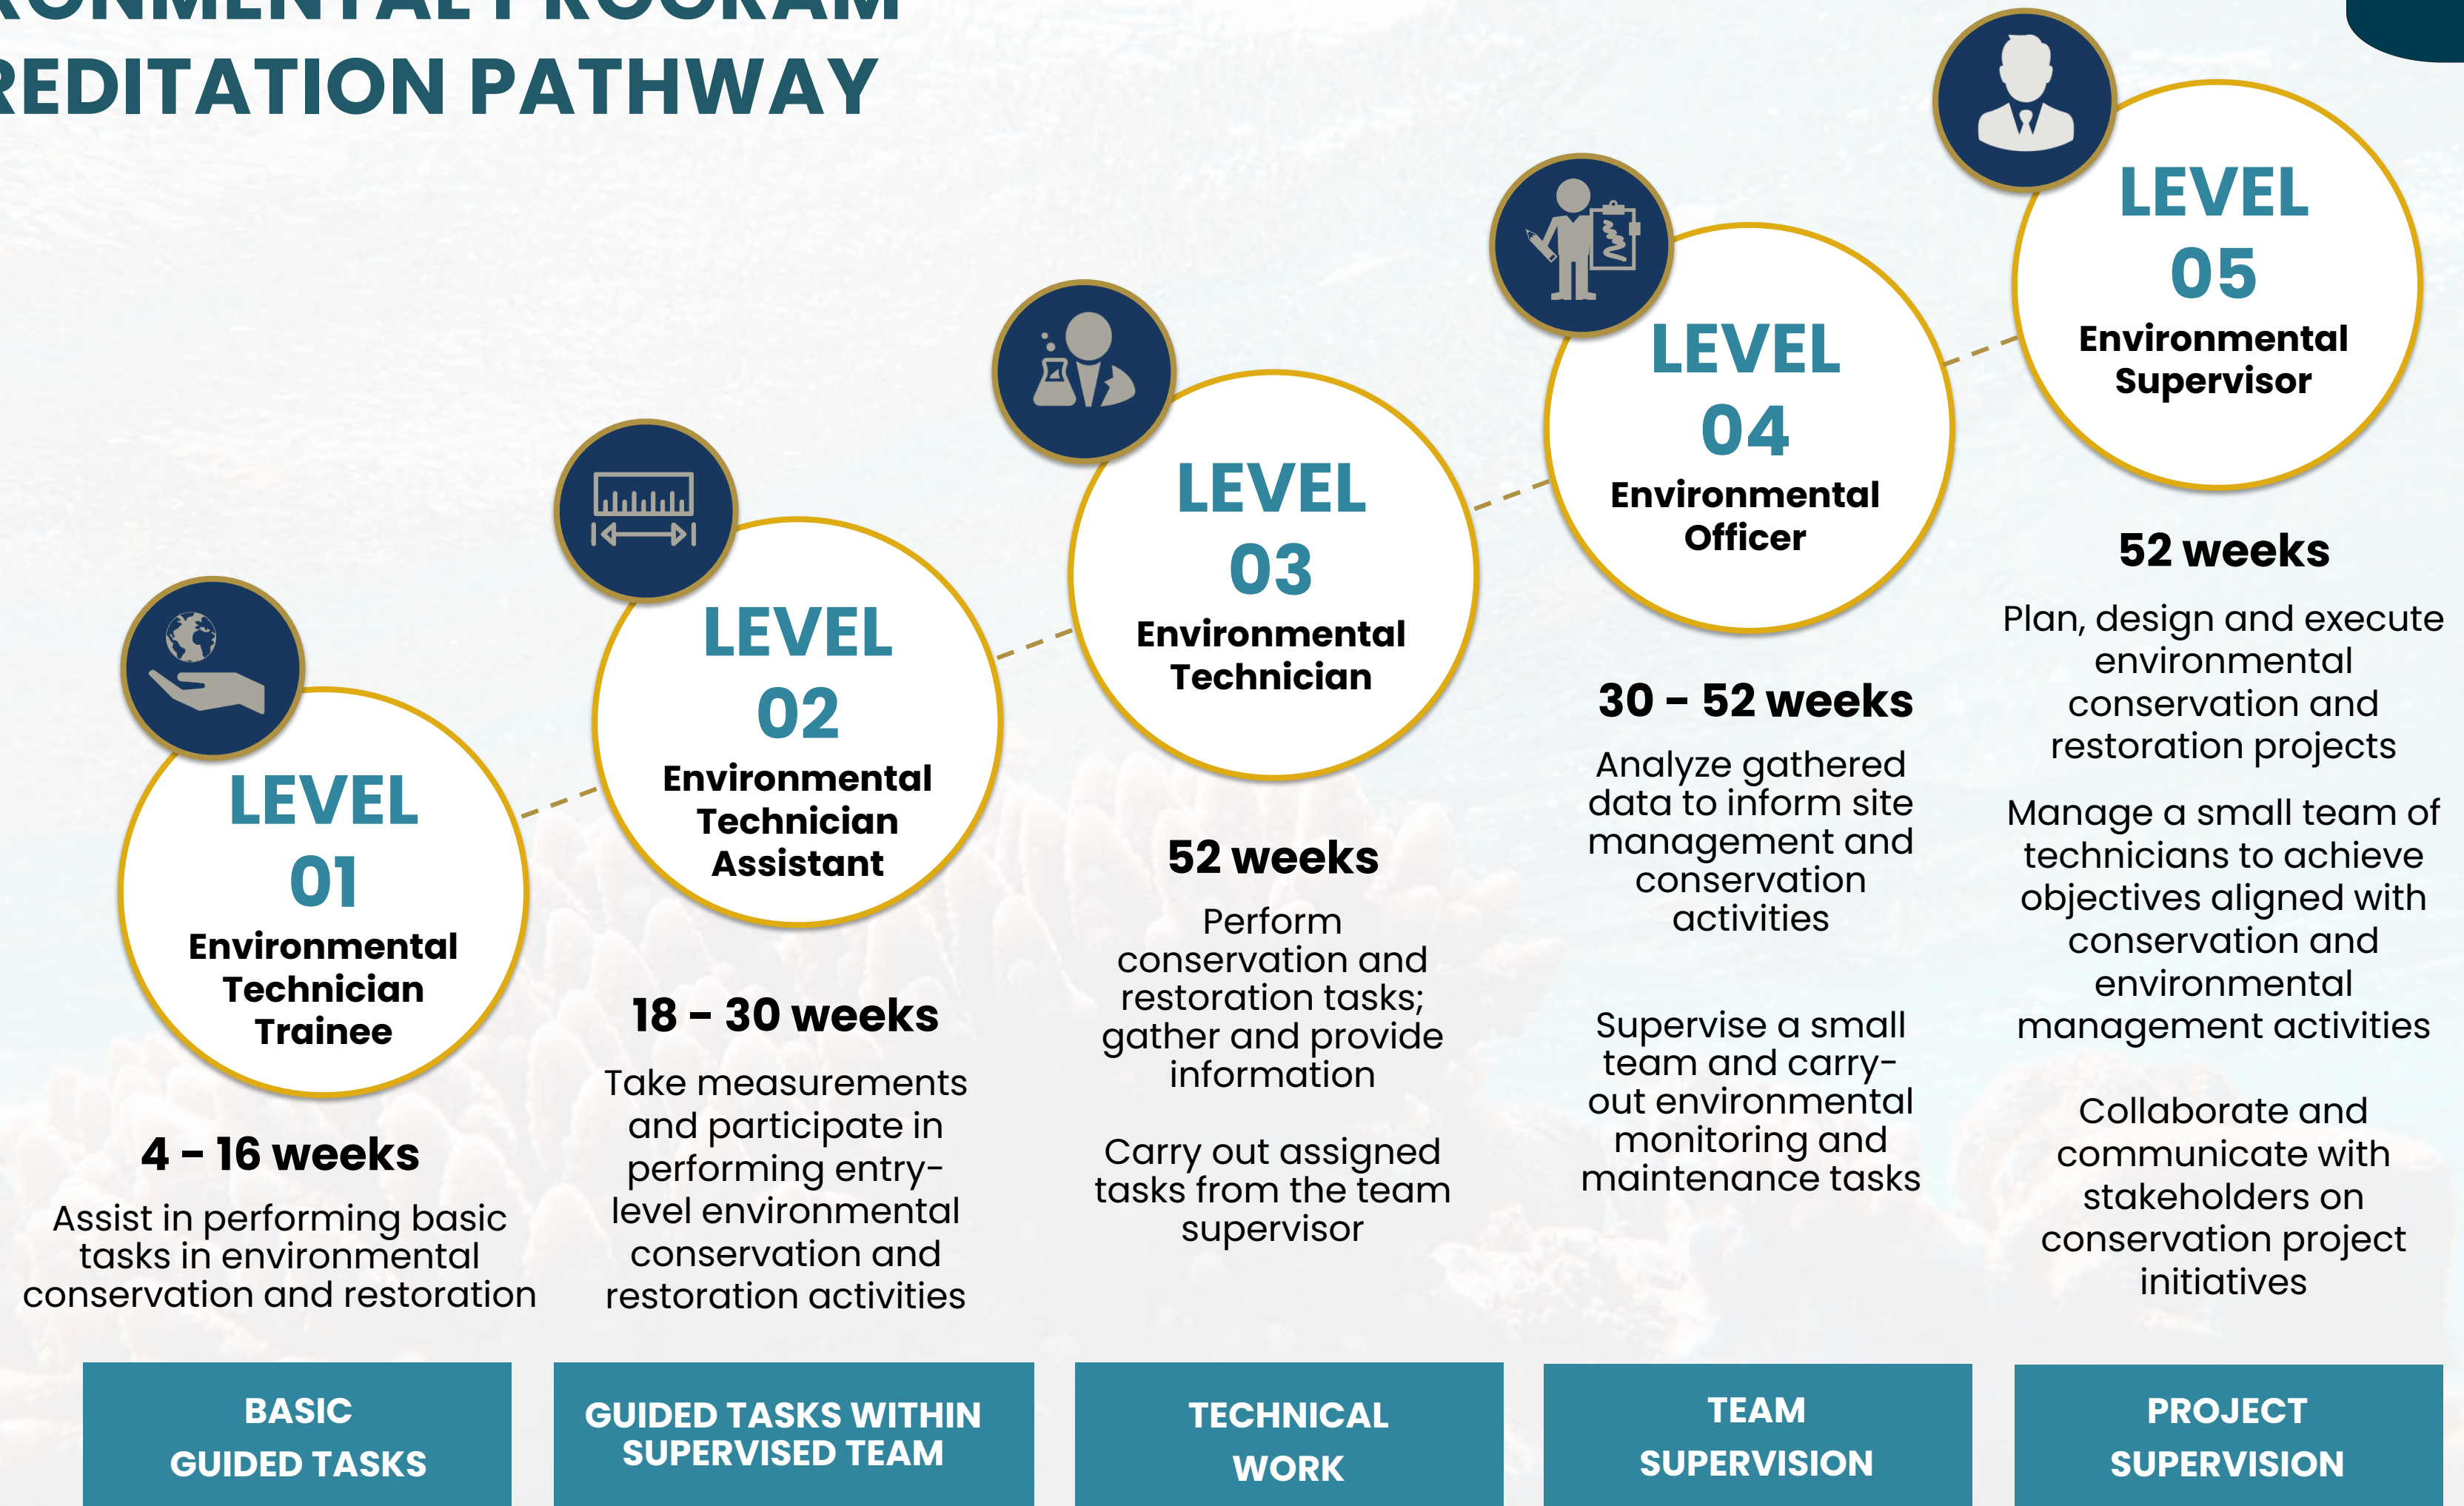 RONMENTAL PROGRAM
REDITATION PATHWAY
LEVEL
01
Environmental
Technician
Trainee
4 - 16 weeks
Assist in performing basic
tasks in environmental
conservation and restoration
BASIC
GUIDED TASKS
LEVEL
02
Environmental
Technician
Assistant
18 - 30 weeks
Take measurements
and participate in
performing entry-
level environmental
conservation and
restoration activities
GUIDED TASKS WITHIN
SUPERVISED TEAM
LEVEL
03
Environmental
Technician
52 weeks
Perform
conservation and
restoration tasks;
gather and provide
information
Carry out assigned
tasks from the team
supervisor
TECHNICAL
WORK
LEVEL
04
Environmental
Officer
30 - 52 weeks
Analyze gathered
data to inform site
management and
conservation
activities
Supervise a small
team and carry-
out environmental
monitoring and
maintenance tasks
TEAM
SUPERVISION
LEVEL
05
Environmental
Supervisor
52 weeks
Plan, design and execute
environmental
conservation and
restoration projects
Manage a small team of
technicians to achieve
objectives aligned with
conservation and
environmental
management activities
Collaborate and
communicate with
stakeholders on
conservation project
initiatives
PROJECT
SUPERVISION